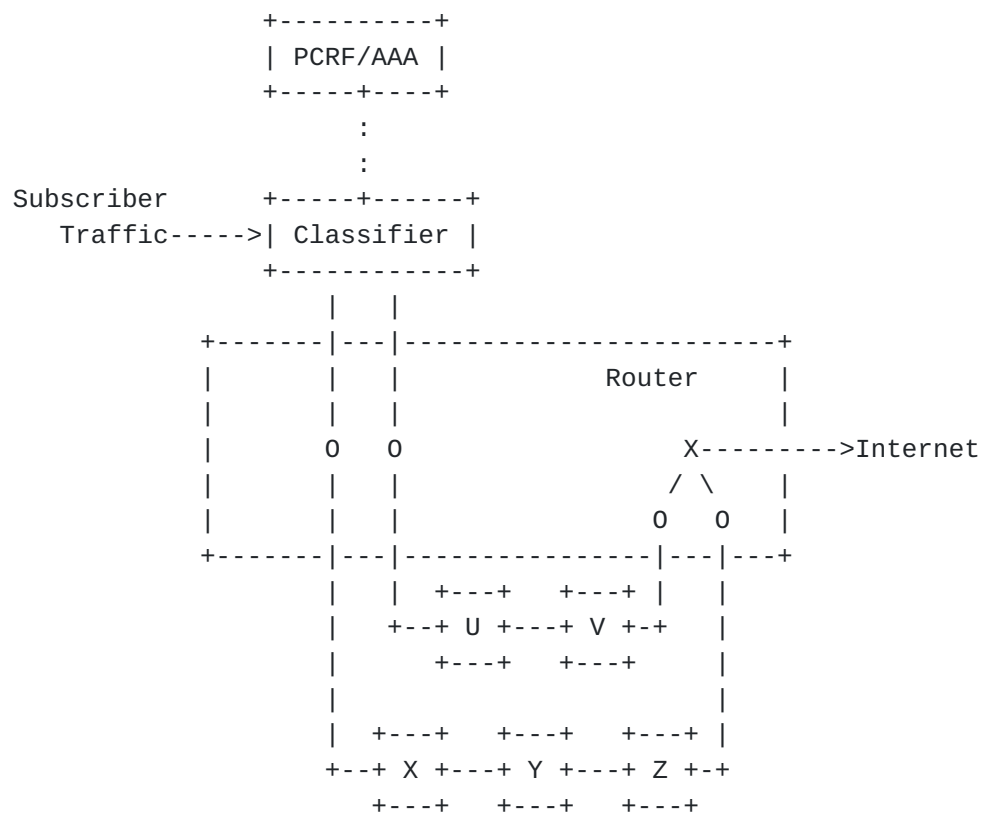 PCRF/AAA
Subscriber
Traffic----->| Classifier |
Router
O O X--------->Internet
O O
U V
X Y Z